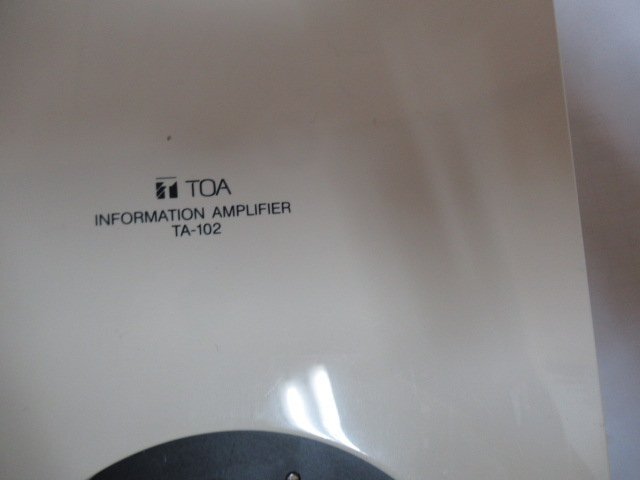 TOA
INFORMATION AMPLIFIER
TA-102